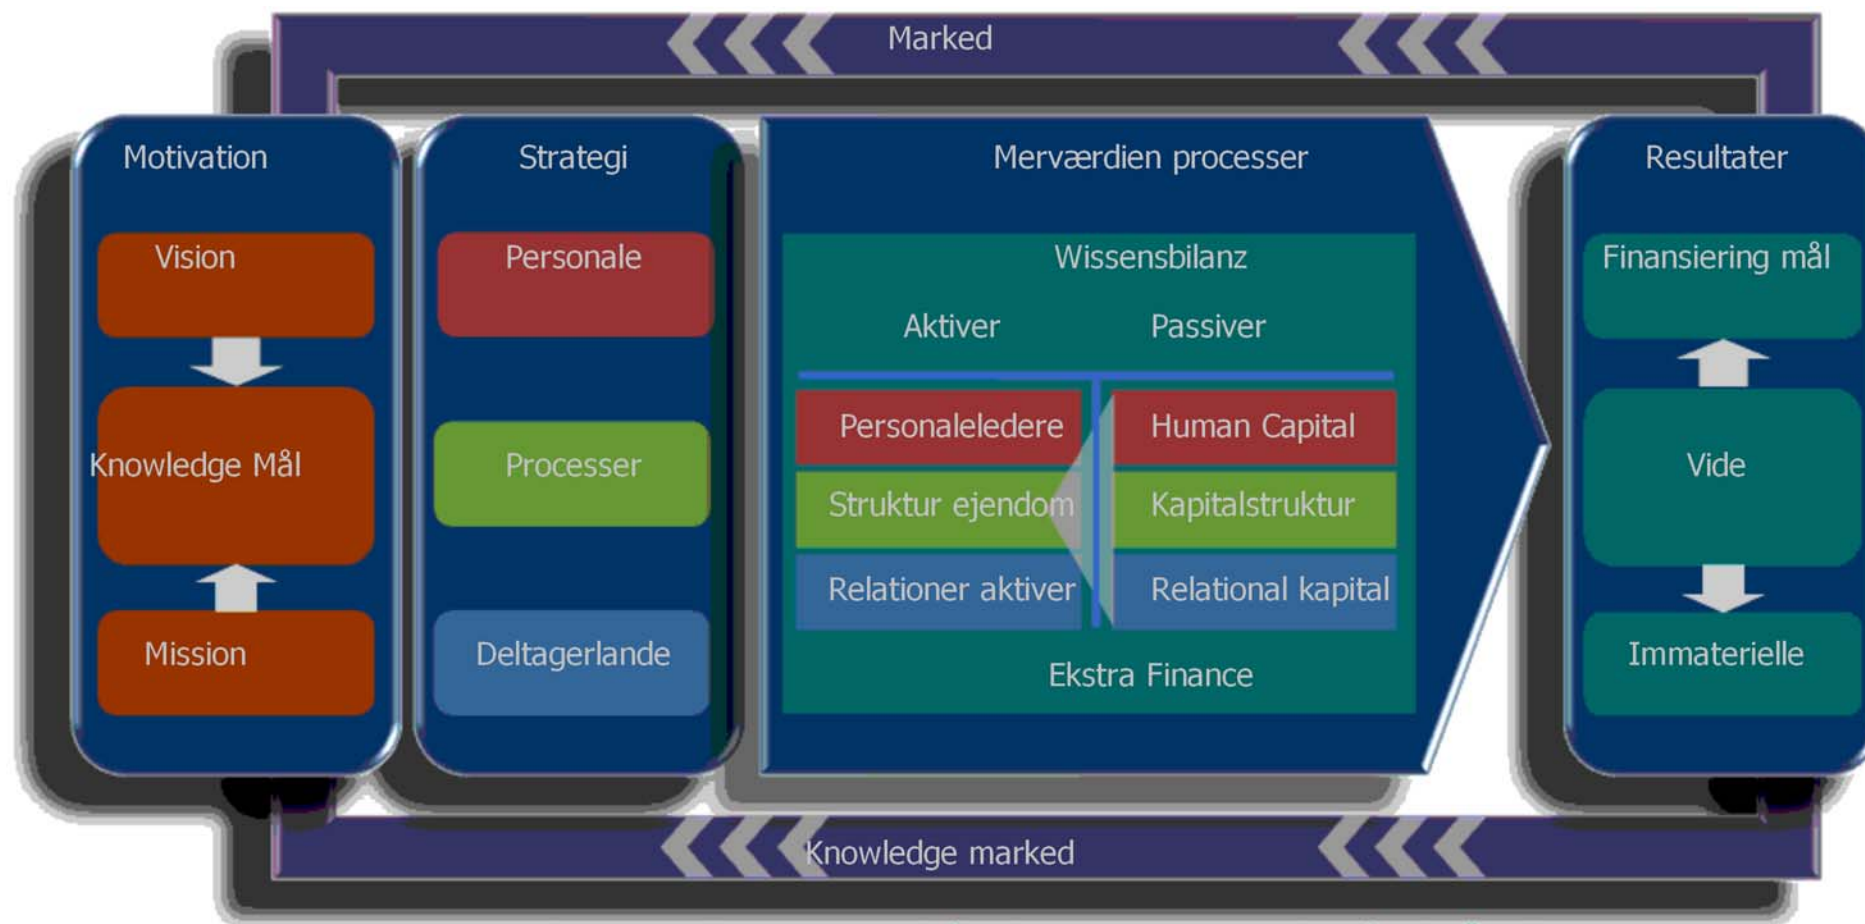 Marked
Motivation
Vision
Knowledge Mål
Mission
Strategi
Personale
Processer
Deltagerlande
Merværdien processer
Wissensbilanz
Aktiver
Passiver
Personaleledere
Human Capital
Struktur ejendom
Kapitalstruktur
Relationer aktiver
Relational kapital
Ekstra Finance
Resultater
Finansiering mål
Vide
Immaterielle
Knowledge marked